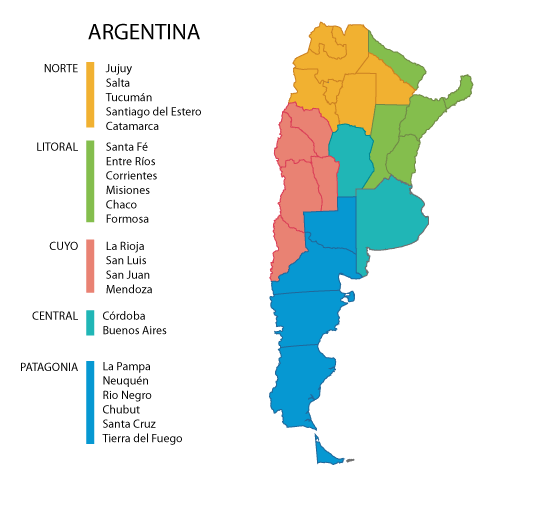 ARGENTINA
NORTE
Jujuy
Salta
Tucumán
Santiago del Estero
Catamarca
LITORAL
Santa Fé
Entre Ríos
Corrientes
Misiones
Chaco
Formosa
CUYO
La Rioja
San Luis
San Juan
Mendoza
CENTRAL
Córdoba
Buenos Aires
PATAGONIA
La Pampa
Neuquén
Rio Negro
Chubut
Santa Cruz
Tierra del Fuego